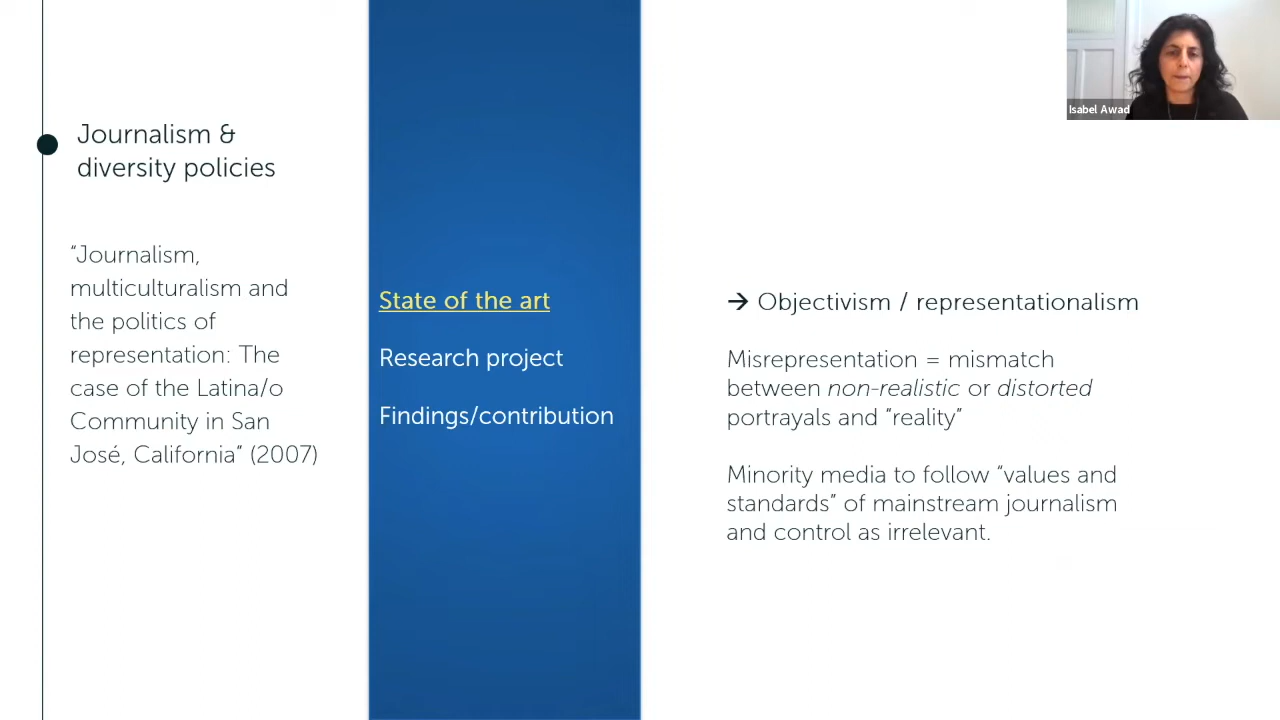 Isabel Awad
Journalism &
diversity policies
“Journalism,
multiculturalism and
the politics of
representation: The
case of the Latina/o
Community in San
José, California” (2007)
State of the art
Research project
Findings/contribution
→ Objectivism / representationalism
Misrepresentation = mismatch
between non-realistic or distorted
portrayals and “reality”
Minority media to follow “values and
standards” of mainstream journalism
and control as irrelevant.